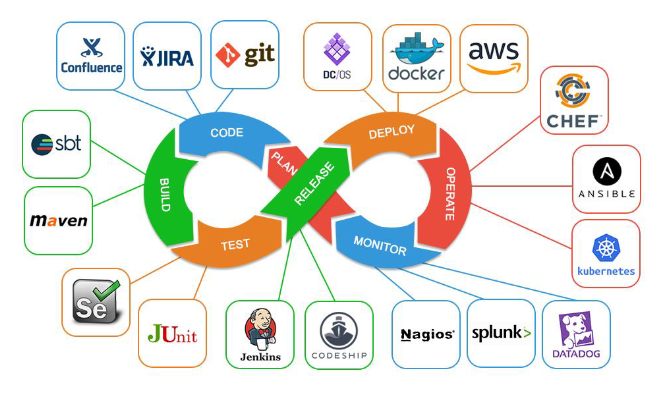 Confluence
JIRA
git
DC/OS
docker
aws
CHEF
sbt
CODE
PLAN
DEPLOY
BUILD
RELEASE
OPERATE
ANSIBLE
maven
TEST
MONITOR
kubernetes
Se
JUnit
Jenkins
CODESHIP
Nagios®
splunk>
DATADOG